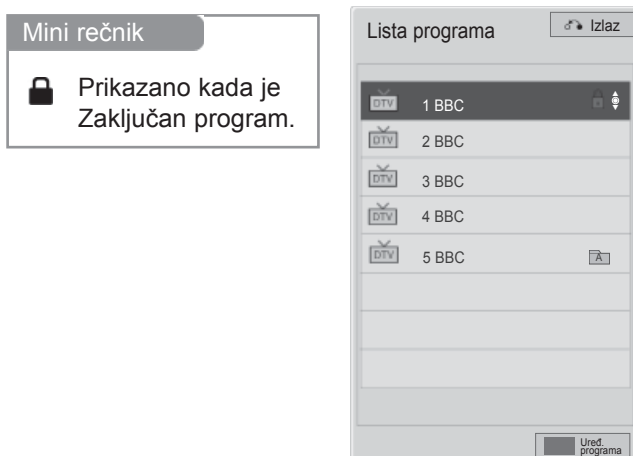 Mini rečnik
Prikazano kada je
Zaključan program.
Lista programa
Izlaz
DTV 1 BBC
DTV 2 BBC
DTV 3 BBC
DTV 4 BBC
DTV 5 BBC A
Uređ.
programa